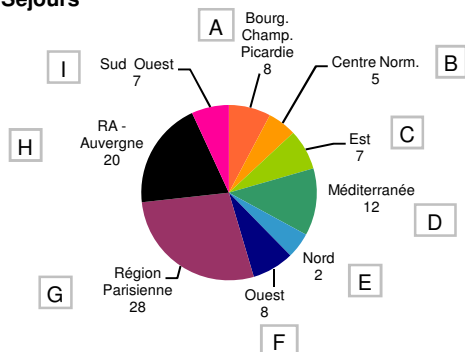 Séjours
A
Bourg.
Champ.
Picardie
8
Centre Norm.
5
B
Est
7
C
Méditerranée
12
D
Nord
2
E
Ouest
8
F
Région
Parisienne
28
G
RA -
Auvergne
20
H
Sud Ouest
7
I